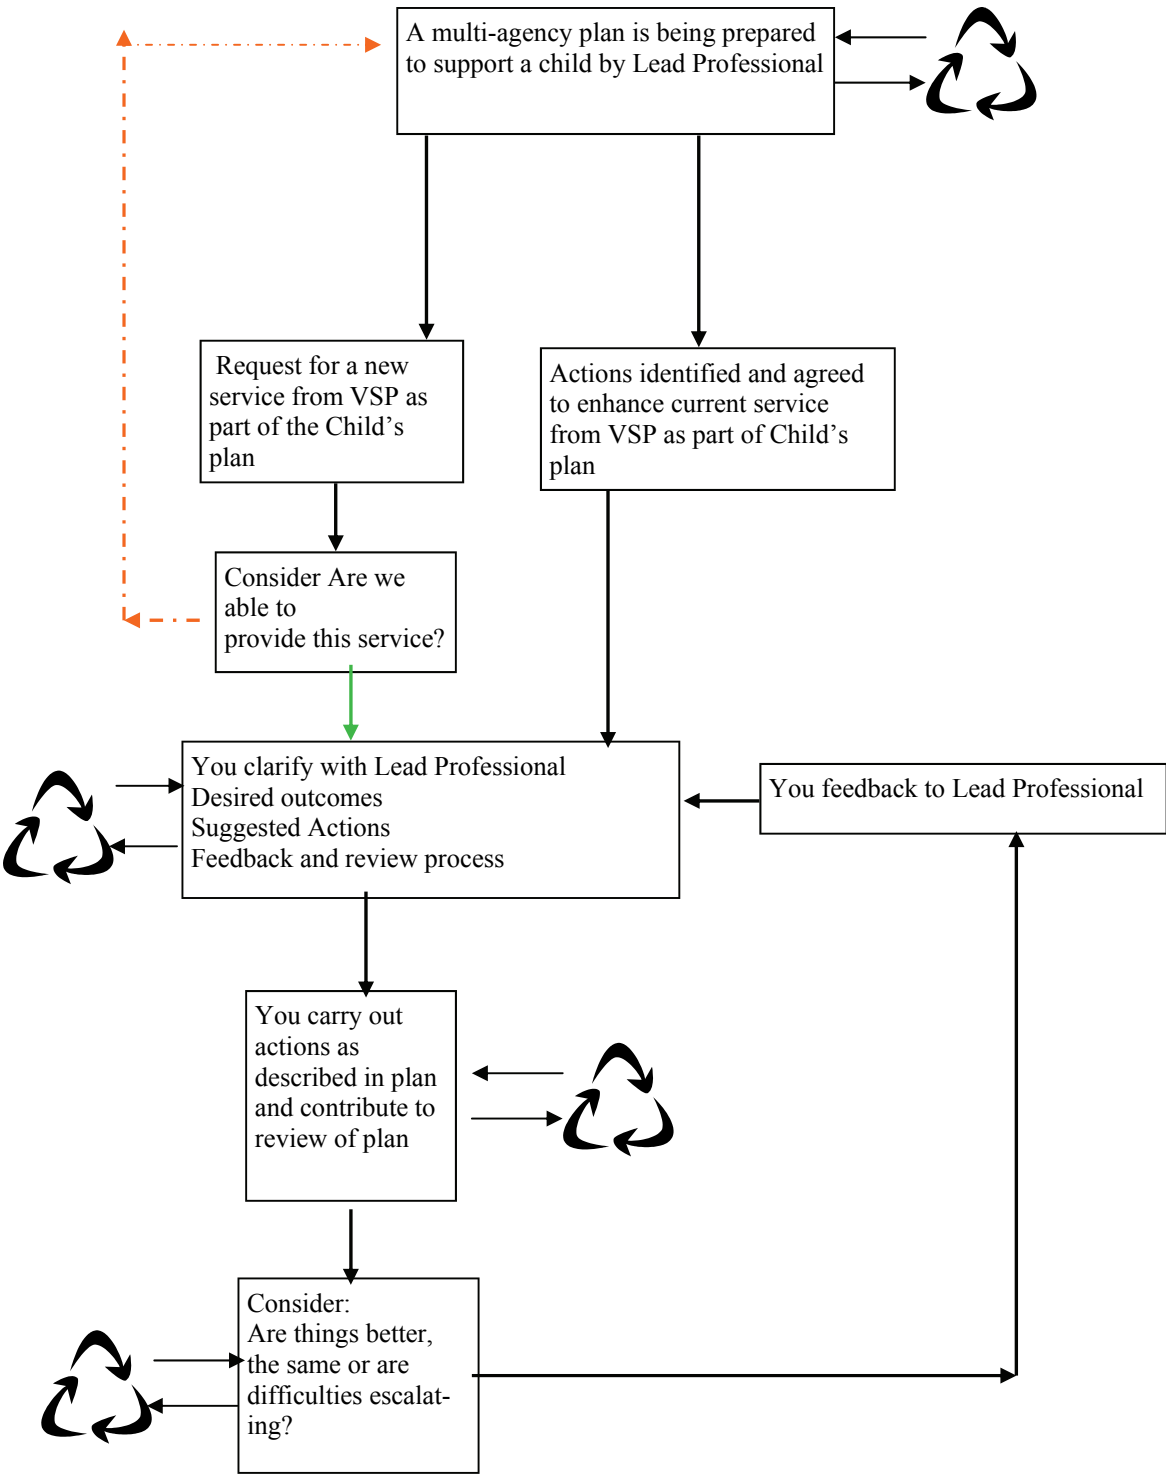 A multi-agency plan is being prepared
to support a child by Lead Professional
Request for a new
service from VSP as
part of the Child’s
plan
Actions identified and agreed
to enhance current service
from VSP as part of Child’s
plan
Consider Are we
able to
provide this service?
You clarify with Lead Professional
Desired outcomes
Suggested Actions
Feedback and review process
You feedback to Lead Professional
You carry out
actions as
described in plan
and contribute to
review of plan
Consider:
Are things better,
the same or are
difficulties escalat-
ing?